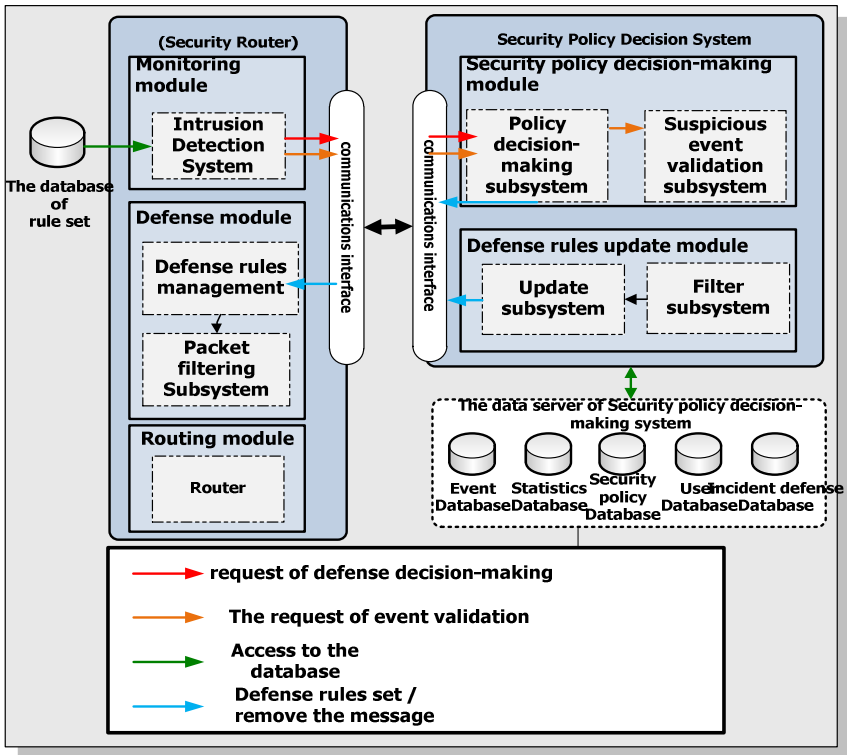 (Security Router)
Monitoring
module
Intrusion
Detection
System
The database
of
rule set
Defense module
Defense rules
management
Packet
filtering
Subsystem
Routing module
Router
communications interface
communications interface
Security Policy Decision System
Security policy decision-making
module
Policy
decision-
making
subsystem
Suspicious
event
validation
subsystem
Defense rules update module
Update
subsystem
Filter
subsystem
The data server of Security policy decision-
making system
Event
Database
Statistics
Database
Security
policy
Database
User
Database
Incident defense
Database
request of defense decision-making
The request of event validation
Access to the
database
Defense rules set /
remove the message